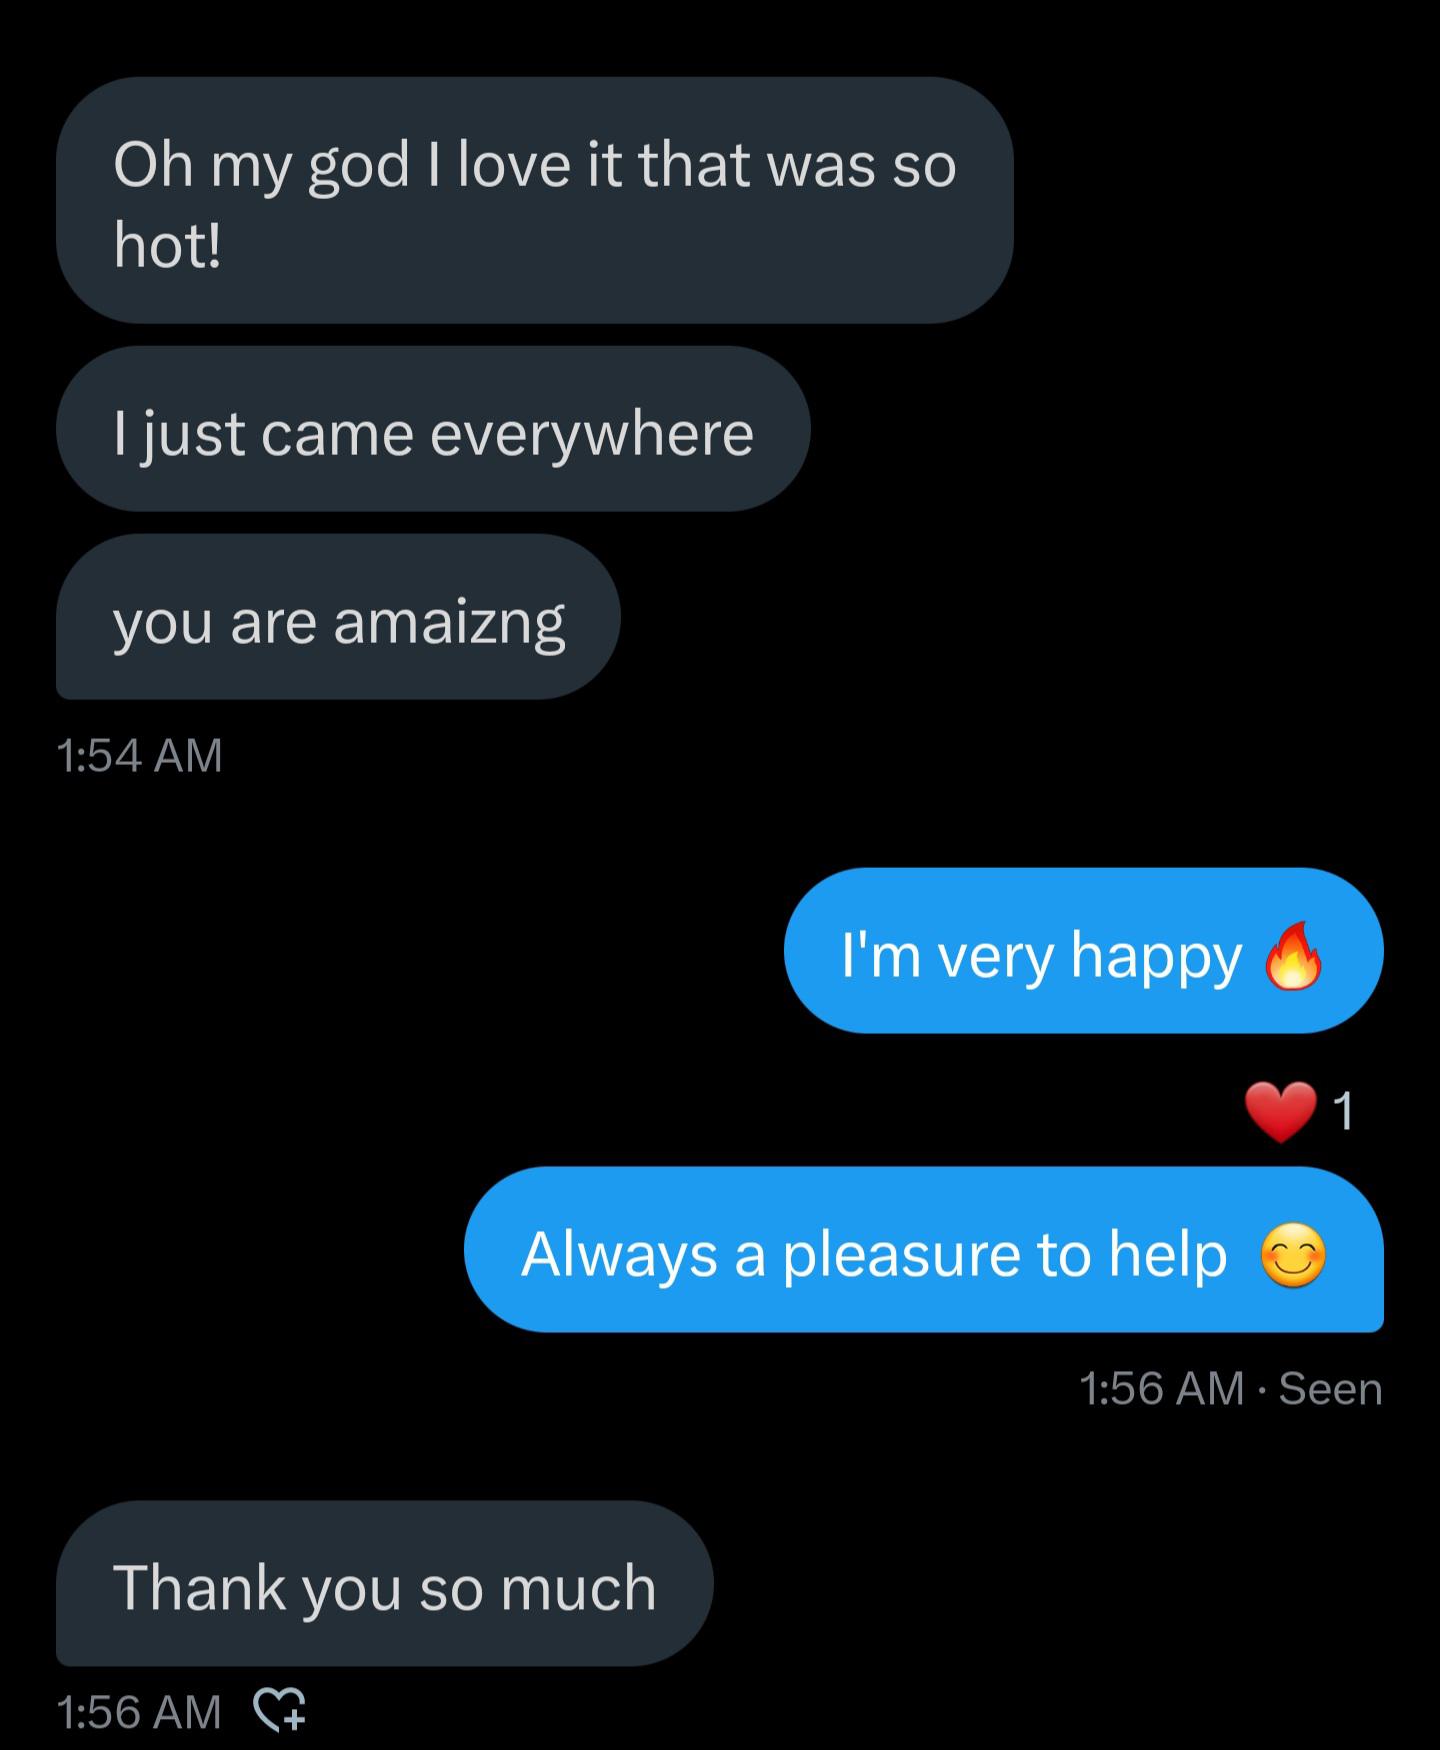 Oh my god I love it that was so
hot!
I just came everywhere
you are amaizng
1:54 AM
I'm very happy 🔥
❤️ 1
Always a pleasure to help 😊
1:56 AM · Seen
Thank you so much
1:56 AM